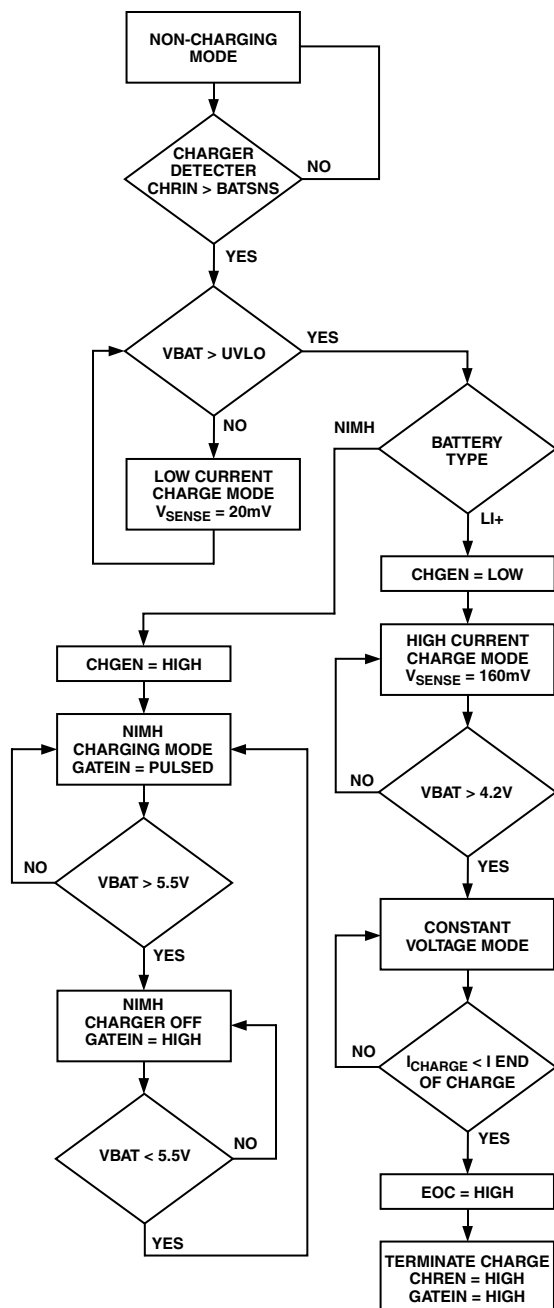 NON-CHARGING
MODE
CHARGER
DETECTER
CHRIN > BATSNS
NO
YES
VBAT > UVLO
YES
NO
LOW CURRENT
CHARGE MODE
VSENSE = 20mV
NIMH
BATTERY
TYPE
LI+
CHGEN = LOW
HIGH CURRENT
CHARGE MODE
VSENSE = 160mV
NO
VBAT > 4.2V
YES
CONSTANT
VOLTAGE MODE
NO
ICHARGE < I END
OF CHARGE
YES
EOC = HIGH
TERMINATE CHARGE
CHREN = HIGH
GATEIN = HIGH
CHGEN = HIGH
NIMH
CHARGING MODE
GATEIN = PULSED
NO
VBAT > 5.5V
YES
NIMH
CHARGER OFF
GATEIN = HIGH
NO
VBAT < 5.5V
YES